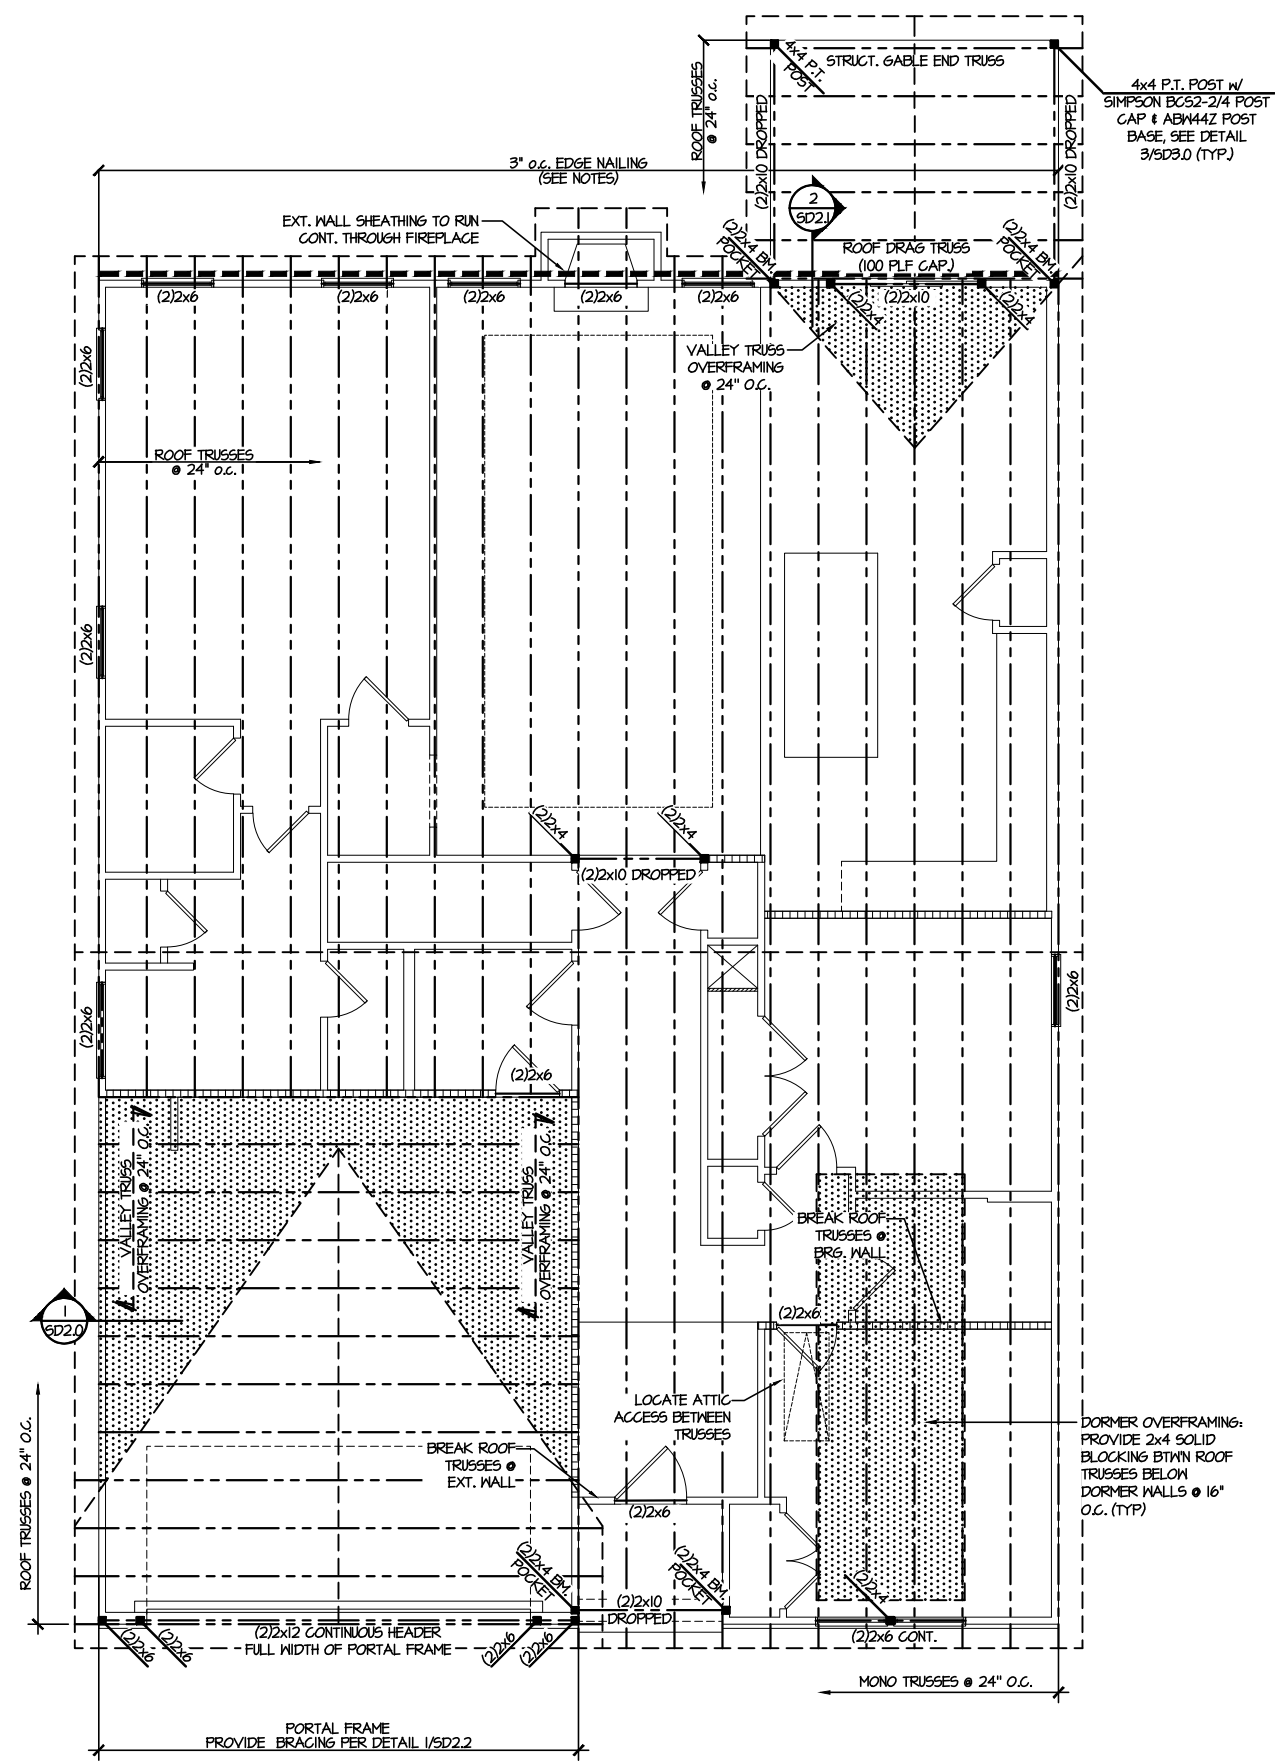 4x4 P.T.
POST
STRUCT. GABLE END TRUSS
ROOF TRUSSES
@ 24" o.c.
(2)2x10 DROPPED
(2)2x10 DROPPED
4x4 P.T. POST W/
SIMPSON BCS2-2/4 POST
CAP & ABW44Z POST
BASE, SEE DETAIL
3/SD3.0 (TYP.)
3" o.c. EDGE NAILING
(SEE NOTES)
2
SD2.1
EXT. WALL SHEATHING TO RUN
CONT. THROUGH FIREPLACE
(2)2x4 BM.
POCKET
ROOF DRAG TRUSS
(100 PLF CAP.)
(2)2x4 BM.
POCKET
(2)2x6
(2)2x6
(2)2x6
(2)2x6
(2)2x6
(2)2x4
(2)2x10
(2)2x4
(2)2x6
VALLEY TRUSS
OVERFRAMING
@ 24" O.C.
ROOF TRUSSES
@ 24" o.c.
(2)2x6
(2)2x4
(2)2x4
(2)2x10 DROPPED
(2)2x6
(2)2x6
(2)2x6
VALLEY TRUSS
OVERFRAMING @ 24" O.C.
VALLEY TRUSS
OVERFRAMING @ 24" O.C.
BREAK ROOF
TRUSSES @
BRG. WALL
1
SD2.0
(2)2x6
LOCATE ATTIC
ACCESS BETWEEN
TRUSSES
DORMER OVERFRAMING:
PROVIDE 2x4 SOLID
BLOCKING BTW'N ROOF
TRUSSES BELOW
DORMER WALLS @ 16"
O.C. (TYP)
ROOF TRUSSES @ 24" O.C.
BREAK ROOF
TRUSSES @
EXT. WALL
(2)2x6
(2)2x4 BM.
POCKET
(2)2x4 BM.
POCKET
(2)2x10
DROPPED
(2)2x4
(2)2x6
(2)2x6
(2)2x12 CONTINUOUS HEADER
FULL WIDTH OF PORTAL FRAME
(2)2x6
(2)2x6
(2)2x6 CONT.
MONO TRUSSES @ 24" O.C.
PORTAL FRAME
PROVIDE BRACING PER DETAIL 1/SD2.2